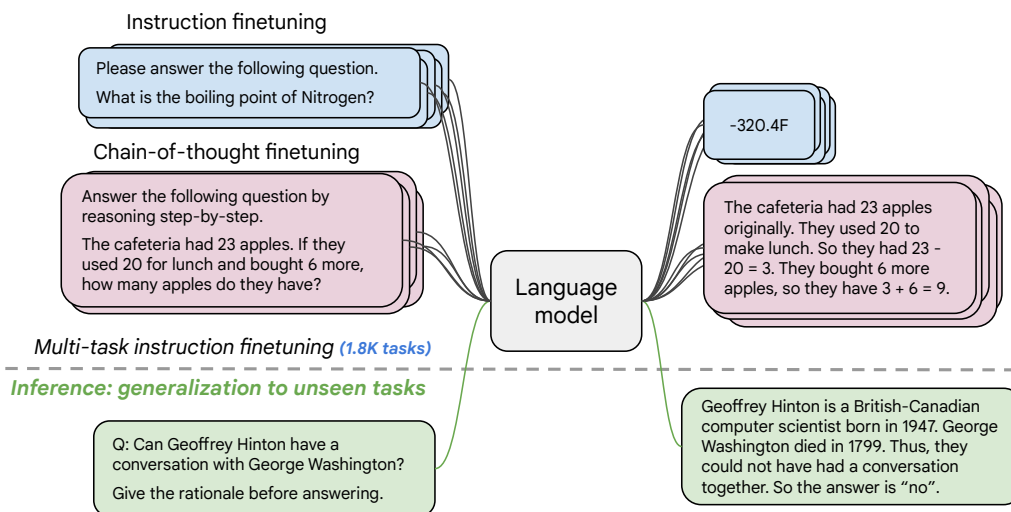 Instruction finetuning
Please answer the following question.
What is the boiling point of Nitrogen?
-320.4F
Chain-of-thought finetuning
Answer the following question by
reasoning step-by-step.
The cafeteria had 23 apples. If they
used 20 for lunch and bought 6 more,
how many apples do they have?
The cafeteria had 23 apples
originally. They used 20 to
make lunch. So they had 23 -
20 = 3. They bought 6 more
apples, so they have 3 + 6 = 9.
Language
model
Multi-task instruction finetuning (1.8K tasks)
Inference: generalization to unseen tasks
Q: Can Geoffrey Hinton have a
conversation with George Washington?
Give the rationale before answering.
Geoffrey Hinton is a British-Canadian
computer scientist born in 1947. George
Washington died in 1799. Thus, they
could not have had a conversation
together. So the answer is “no”.